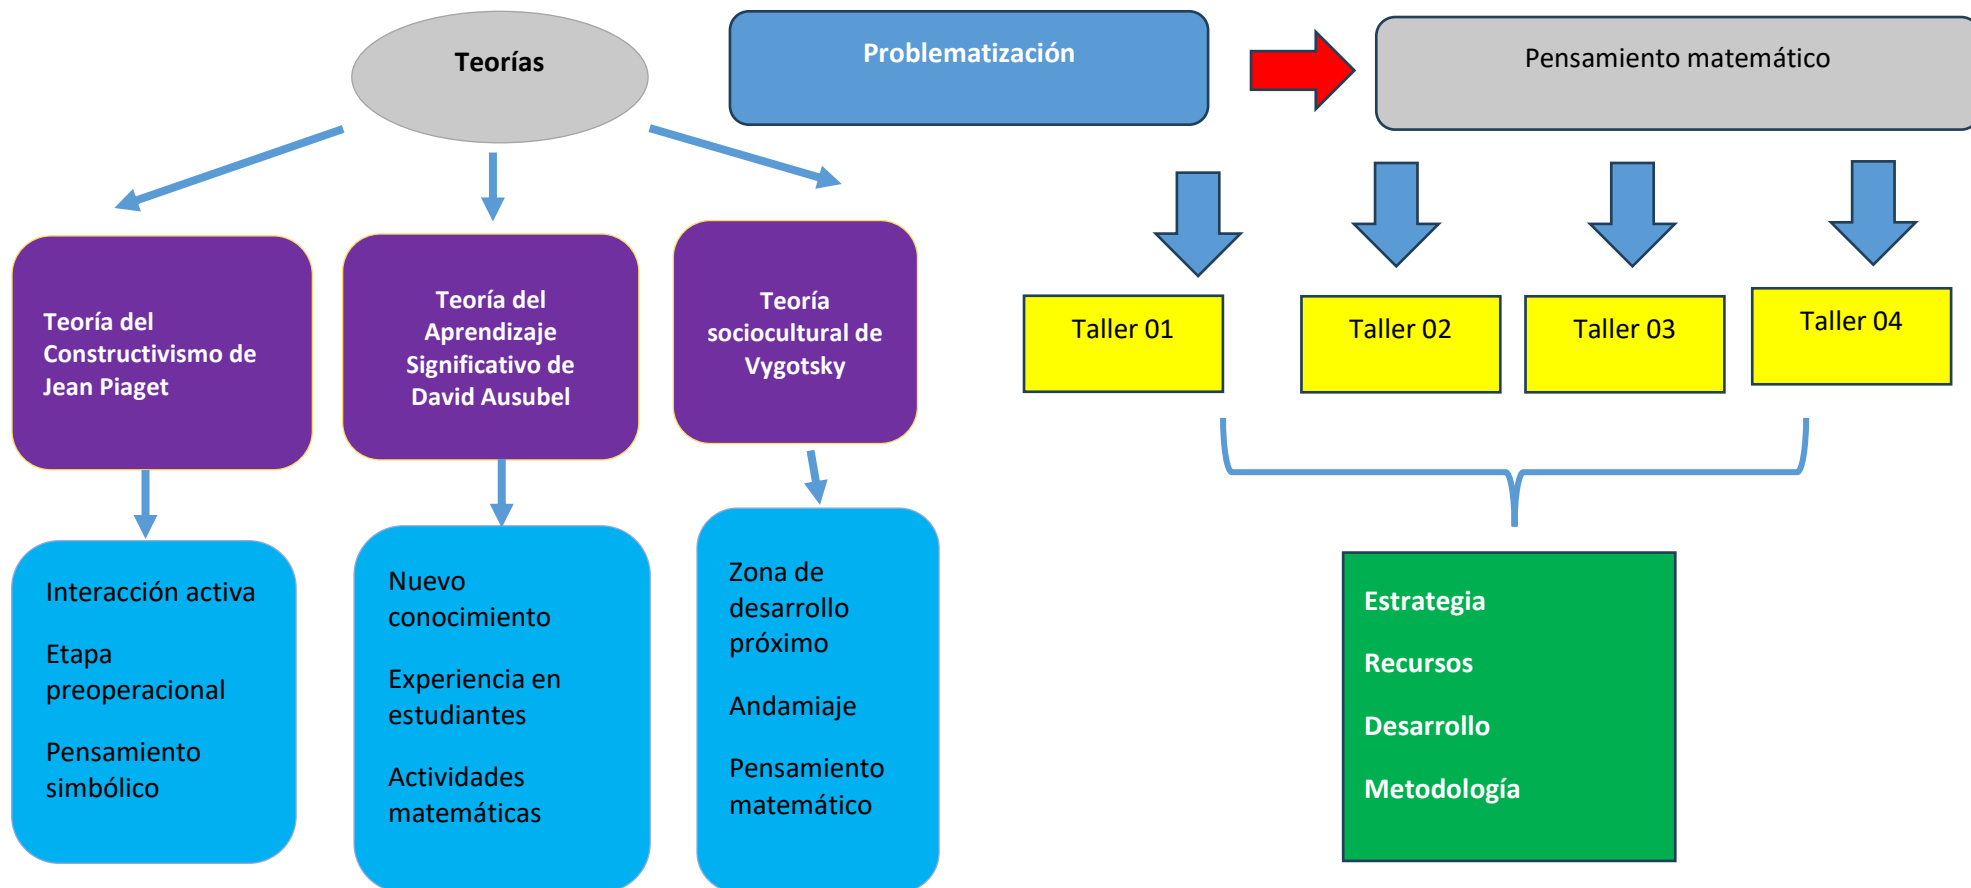 Teorías
Problematización
Pensamiento matemático
Teoría del
Constructivismo de
Jean Piaget
Teoría del
Aprendizaje
Significativo de
David Ausubel
Teoría
sociocultural de
Vygotsky
Taller 01
Taller 02
Taller 03
Taller 04
Interacción activa
Etapa
preoperacional
Pensamiento
simbólico
Nuevo
conocimiento
Experiencia en
estudiantes
Actividades
matemáticas
Zona de
desarrollo
próximo
Andamiaje
Pensamiento
matemático
Estrategia
Recursos
Desarrollo
Metodología